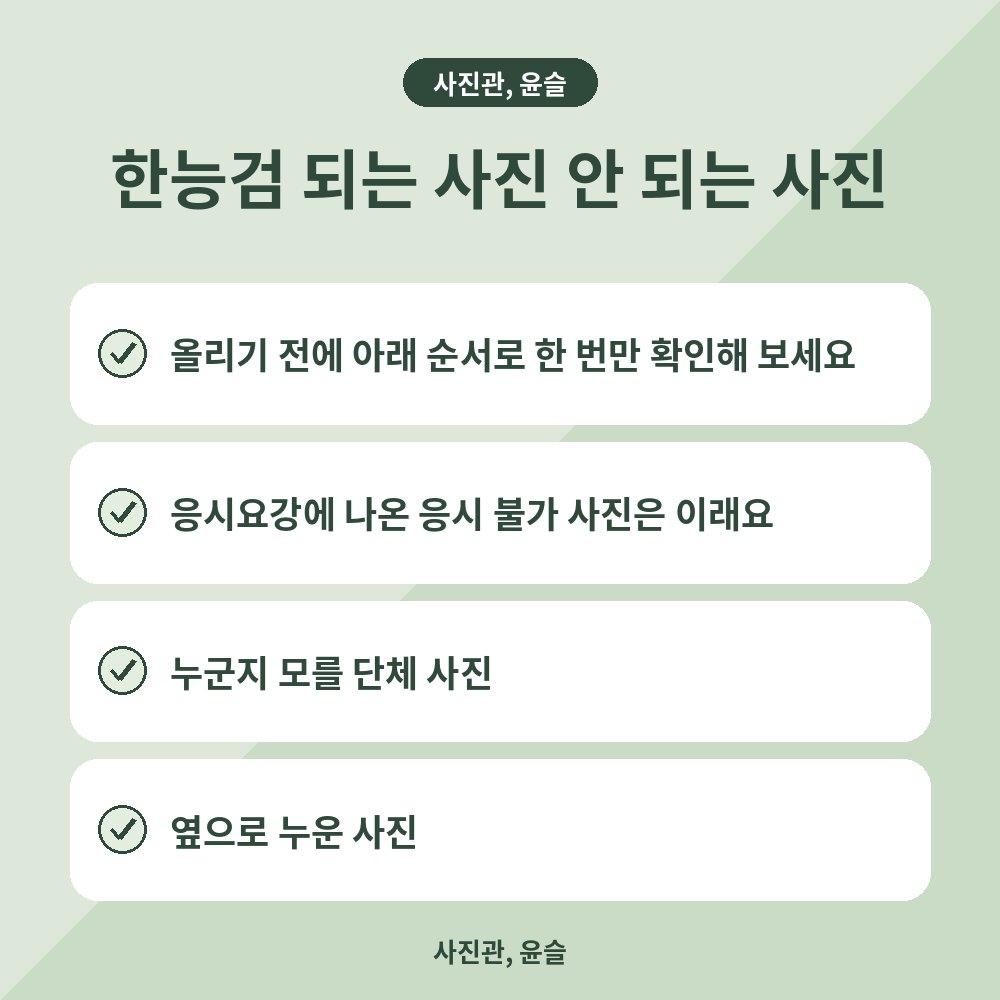 사진관, 윤슬
한능검 되는 사진 안 되는 사진
올리기 전에 아래 순서로 한 번만 확인해 보세요
응시요강에 나온 응시 불가 사진은 이래요
누군지 모를 단체 사진
옆으로 누운 사진
사진관, 윤슬